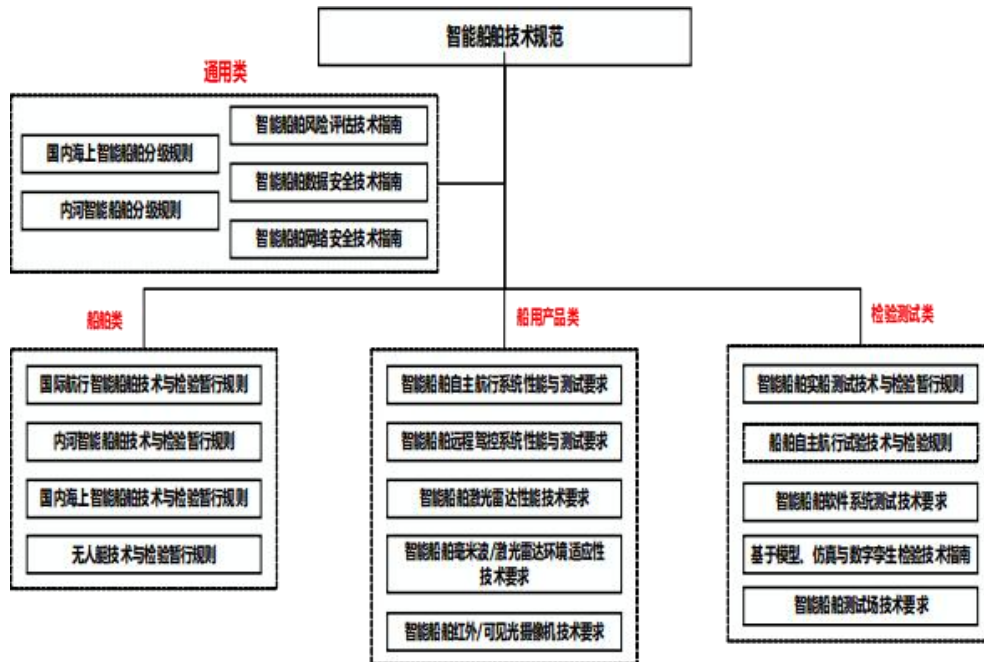 智能船舶技术规范
通用类
国内海上智能船舶分级规则
内河智能船舶分级规则
智能船舶风险评估技术指南
智能船舶数据安全技术指南
智能船舶网络安全技术指南
船舶类
国际航行智能船舶技术与检验暂行规则
内河智能船舶技术与检验暂行规则
国内海上智能船舶技术与检验暂行规则
无人艇技术与检验暂行规则
船用产品类
智能船舶自主航行系统性能与测试要求
智能船舶远程驾控系统性能与测试要求
智能船舶激光雷达性能技术要求
智能船舶毫米波/激光雷达环境适应性
技术要求
智能船舶红外/可见光摄像机技术要求
检验测试类
智能船舶实船测试技术与检验暂行规则
船舶自主航行试验技术与检验规则
智能船舶软件系统测试技术要求
基于模型、仿真与数字孪生检验技术指南
智能船舶测试场技术要求